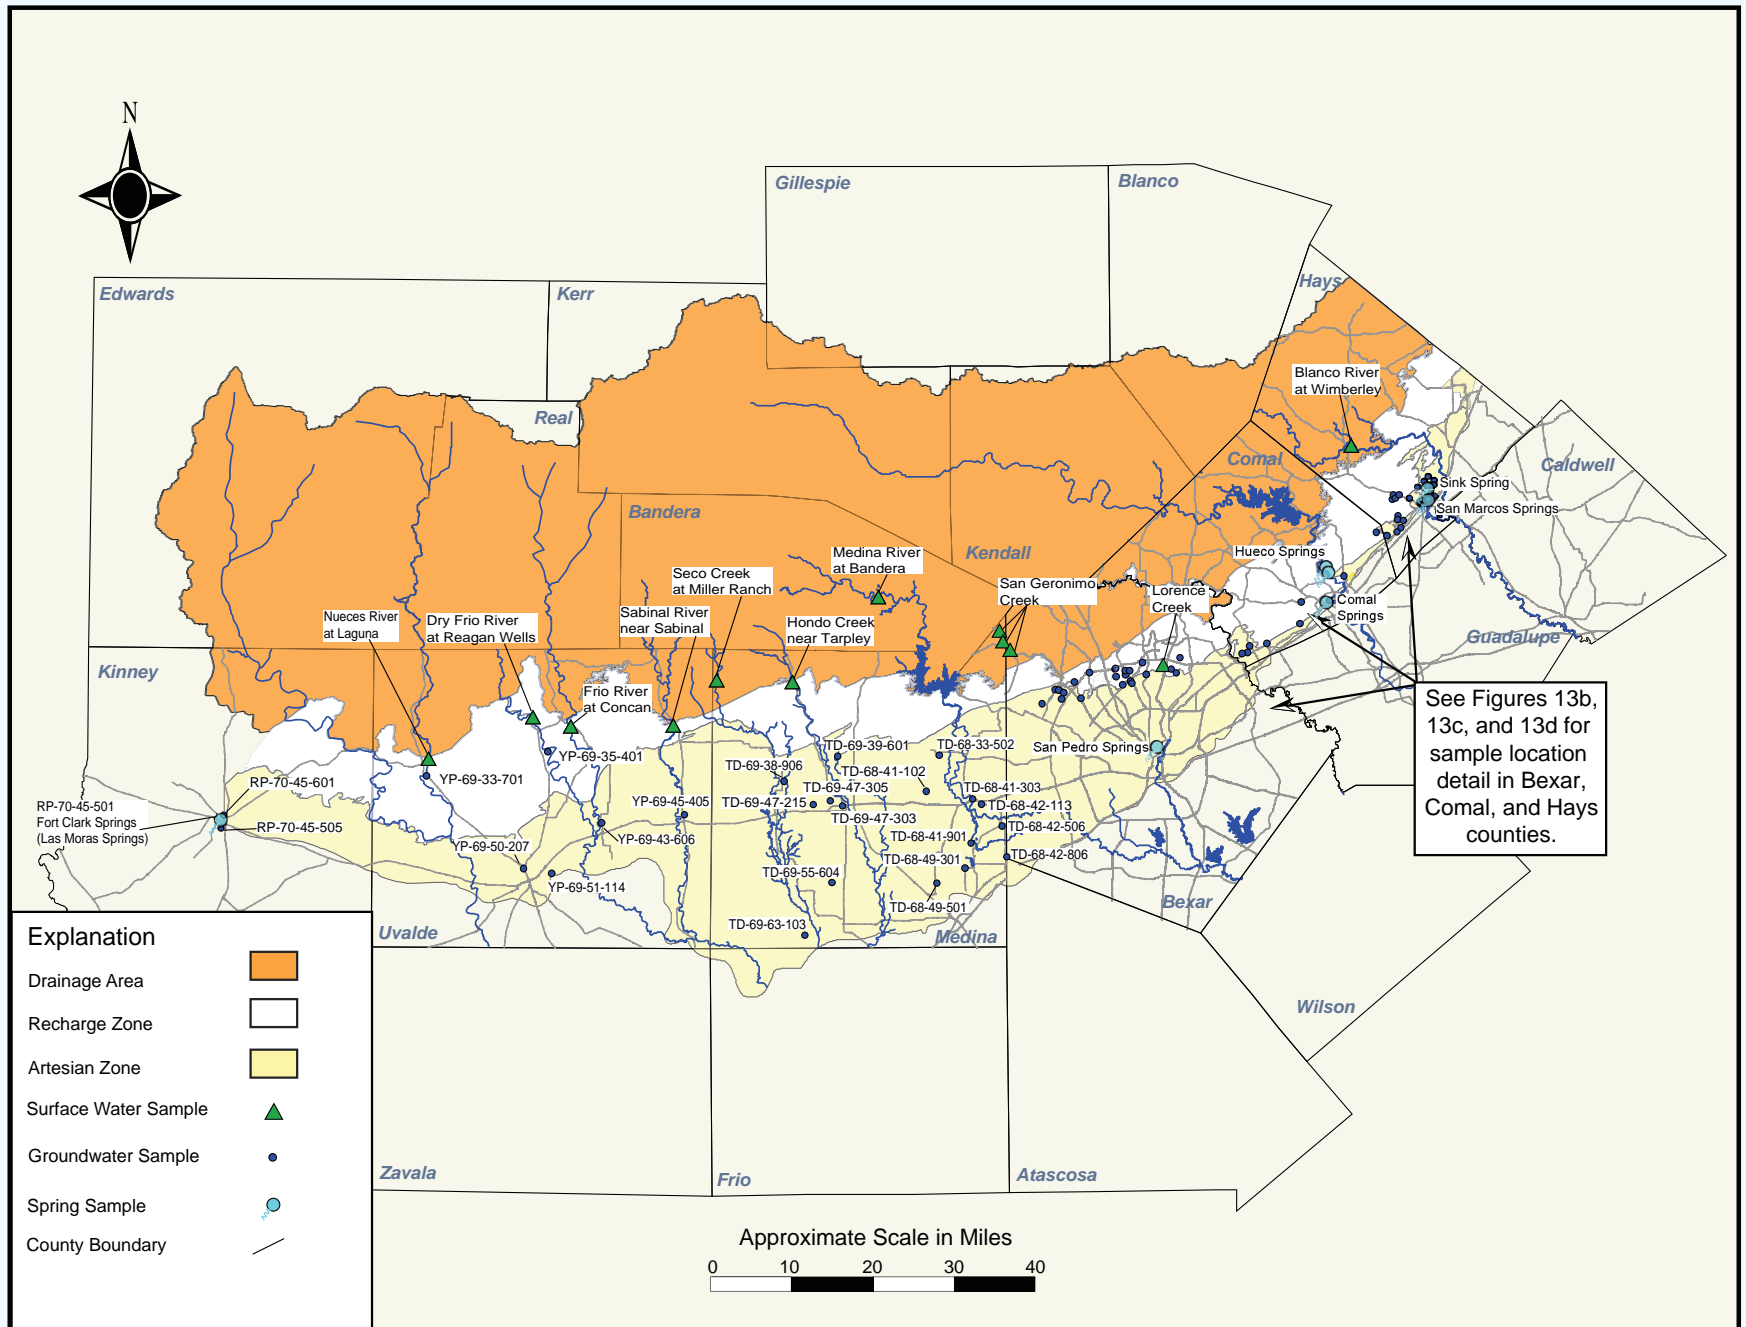 N
Gillespie
Blanco
Edwards
Kerr
Hays
Real
Blanco River
at Wimberley
Comal
Caldwell
Sink Spring
San Marcos Springs
Bandera
Kendall
Hueco Springs
Medina River
at Bandera
Seco Creek
at Miller Ranch
San Geronimo
Creek
Lorence
Creek
Comal
Springs
Nueces River
at Laguna
Dry Frio River
at Reagan Wells
Sabinal River
near Sabinal
Hondo Creek
near Tarpley
Guadalupe
Kinney
Frio River
at Concan
See Figures 13b,
13c, and 13d for
sample location
detail in Bexar,
Comal, and Hays
counties.
San Pedro Springs
TD-69-39-601
TD-68-33-502
YP-69-35-401
TD-69-38-906
TD-68-41-102
YP-69-33-701
RP-70-45-601
TD-69-47-305
TD-68-41-303
YP-69-45-405
TD-69-47-215
TD-68-42-113
RP-70-45-501
Fort Clark Springs
(Las Moras Springs)
RP-70-45-505
TD-69-47-303
TD-68-42-506
YP-69-43-606
TD-68-41-901
YP-69-50-207
TD-68-49-301
TD-68-42-806
TD-69-55-604
YP-69-51-114
TD-68-49-501
Bexar
TD-69-63-103
Uvalde
Medina
Wilson
Zavala
Frio
Atascosa
Explanation
Drainage Area
Recharge Zone
Artesian Zone
Surface Water Sample
Groundwater Sample
Spring Sample
County Boundary
Approximate Scale in Miles
0 10 20 30 40